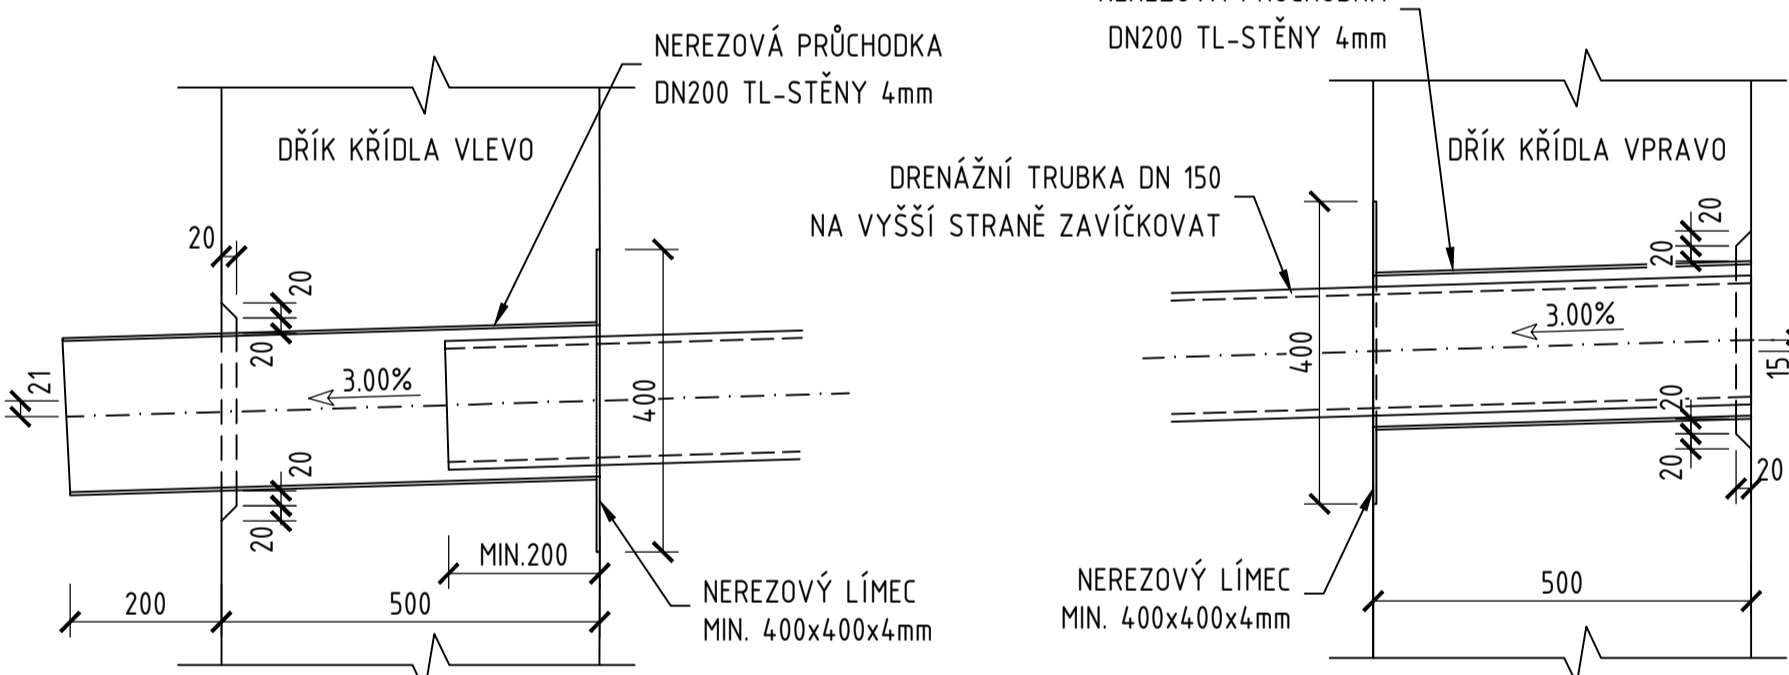 NEREZOVÁ PRŮCHODKA
DN200 TL-STĚNY 4mm
DŘÍK KŘÍDLA VLEVO
20
20
20
21
3.00%
400
20
20
MIN.200
200
500
NEREZOVÝ LÍMEC
MIN. 400x400x4mm
DN200 TL-STĚNY 4mm
DŘÍK KŘÍDLA VPRAVO
DRENÁŽNÍ TRUBKA DN 150
NA VYŠŠÍ STRANĚ ZAVÍČKOVAT
20
20
3.00%
400
15
20
20
20
NEREZOVÝ LÍMEC
MIN. 400x400x4mm
500